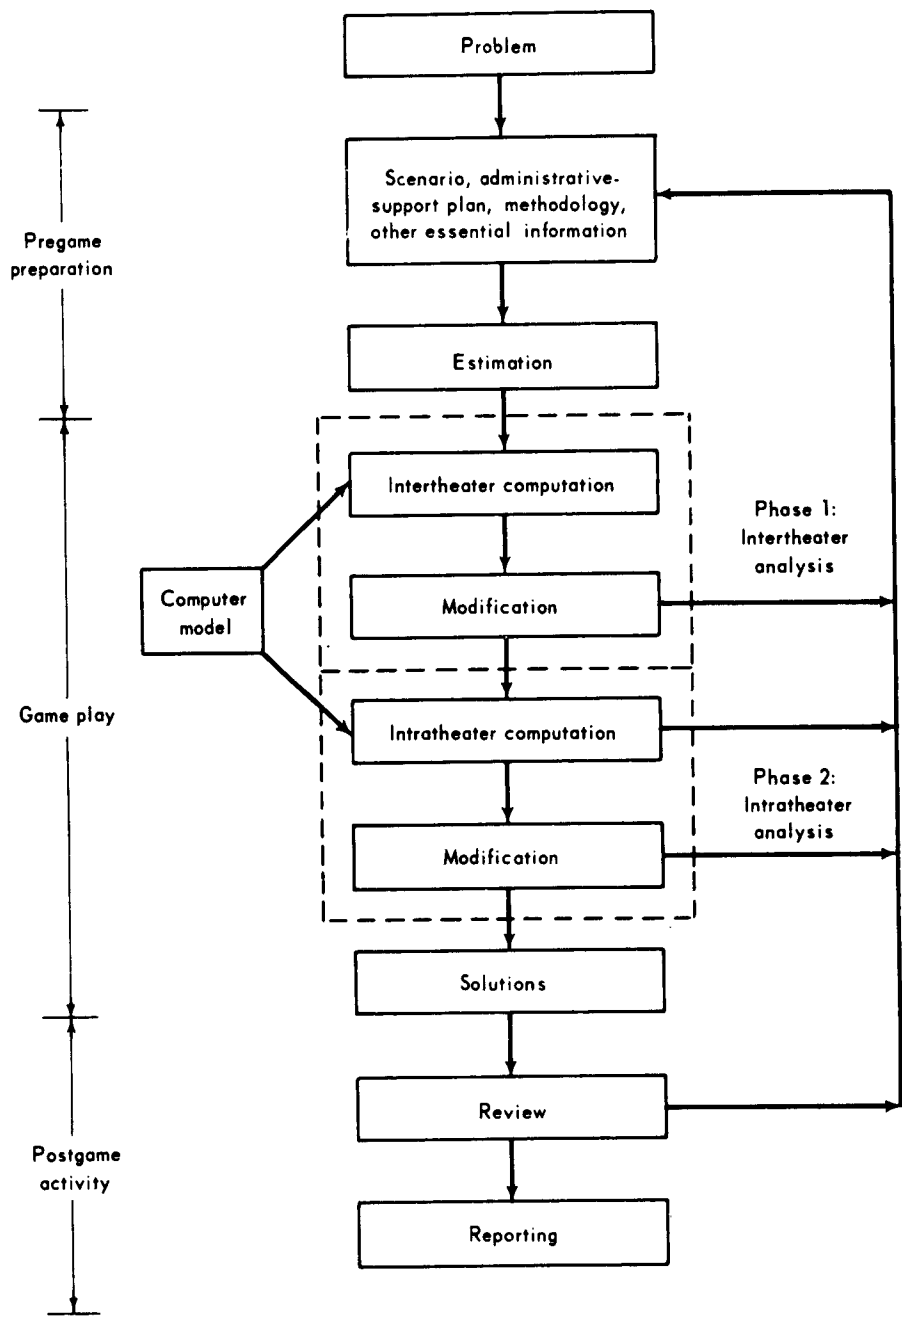 Problem
Scenario, administrative-
support plan, methodology,
other essential information
Pregame
preparation
Estimation
Intertheater computation
Phase 1:
Intertheater
analysis
Computer
model
Modification
Game play
Intratheater computation
Phase 2:
Intratheater
analysis
Modification
Solutions
Review
Postgame
activity
Reporting